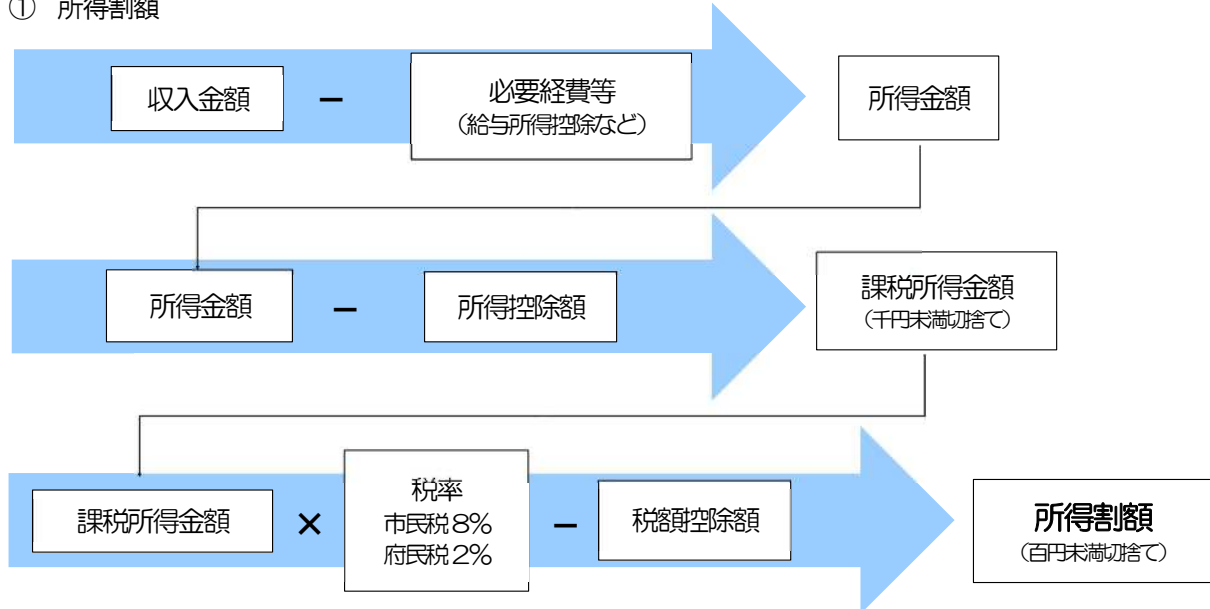 ① 所得割額
収入金額 − 必要経費等 所得金額
（給与所得控除など）
所得金額 − 所得控除額 課税所得金額
（千円未満切捨て）
課税所得金額 × 税率 − 税額控除額 所得割額
市民税8%
府民税2%
（百円未満切捨て）